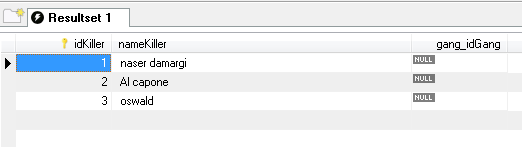 Resultset 1
idKiller nameKiller gang_idGang
1 naser damargi NULL
2 Al capone NULL
3 oswald NULL